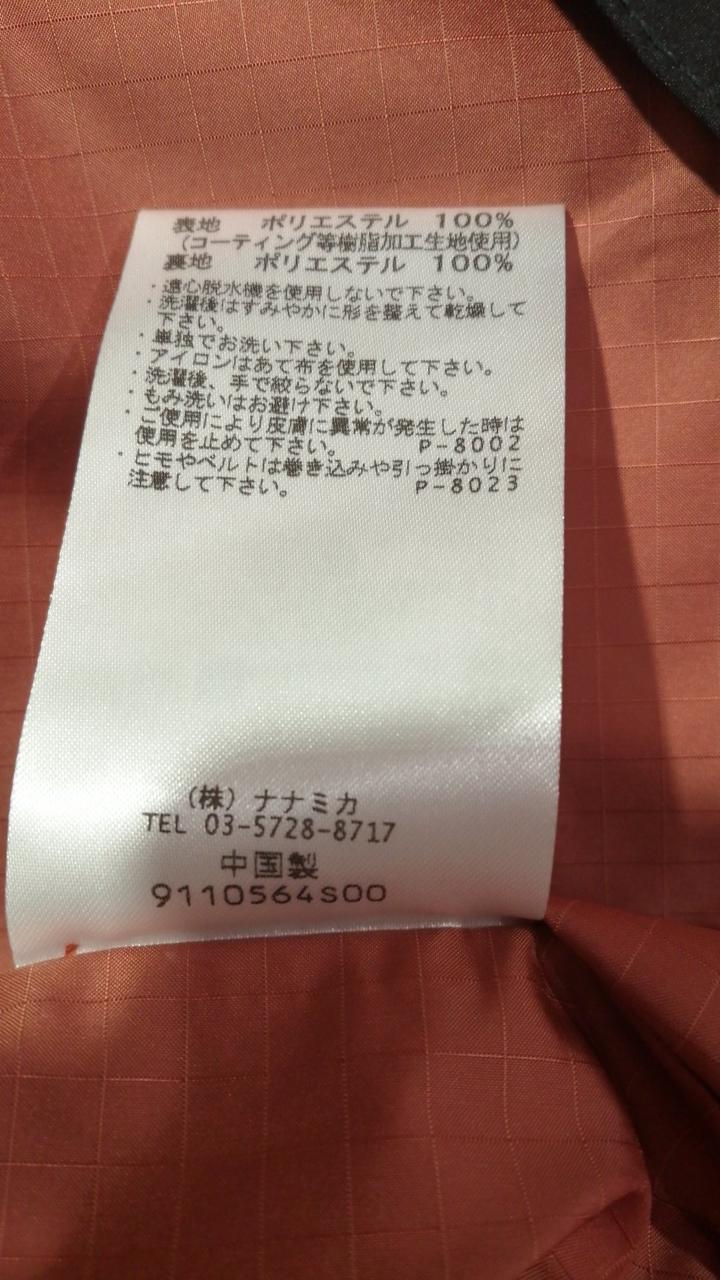 表地 ポリエステル 100%
(コーティング等樹脂加工生地使用)
裏地 ポリエステル 100%
・遠心脱水機を使用しないで下さい。
・洗濯後はすみやかに形を整えて乾燥して
下さい。
・単独でお洗い下さい。
・アイロンはあて布を使用して下さい。
・洗濯後、手で絞らないで下さい。
・もみ洗いはお避け下さい。
・ご使用により皮膚に異常が発生した時は
使用を止めて下さい。 P-8002
・ヒモやベルトは巻き込みや引っ掛かりに
注意して下さい。 P-8023
(株) ナナミカ
TEL 03-5728-8717
中国製
9110564S00